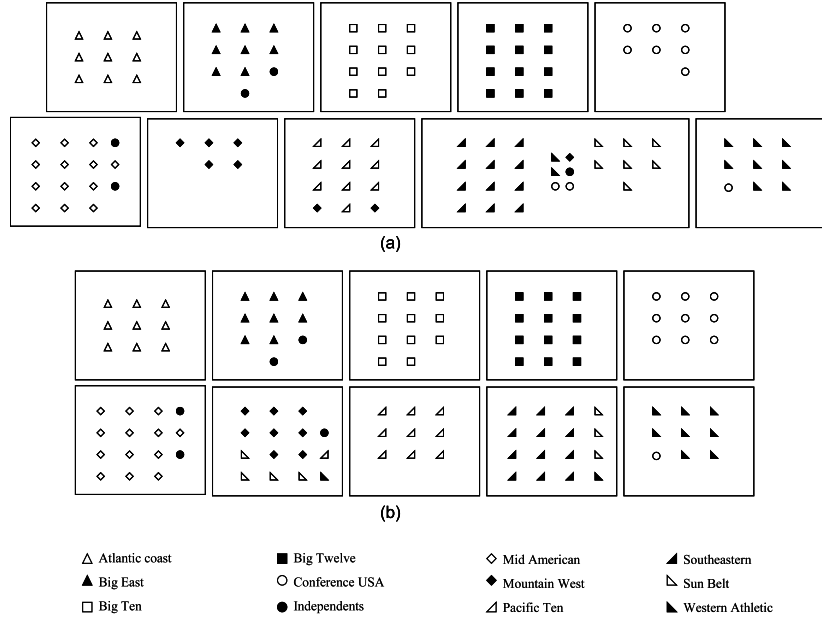 (a)
(b)
Atlantic coast Big Twelve Mid American Southeastern
Big East Conference USA Mountain West Sun Belt
Big Ten Independents Pacific Ten Western Athletic